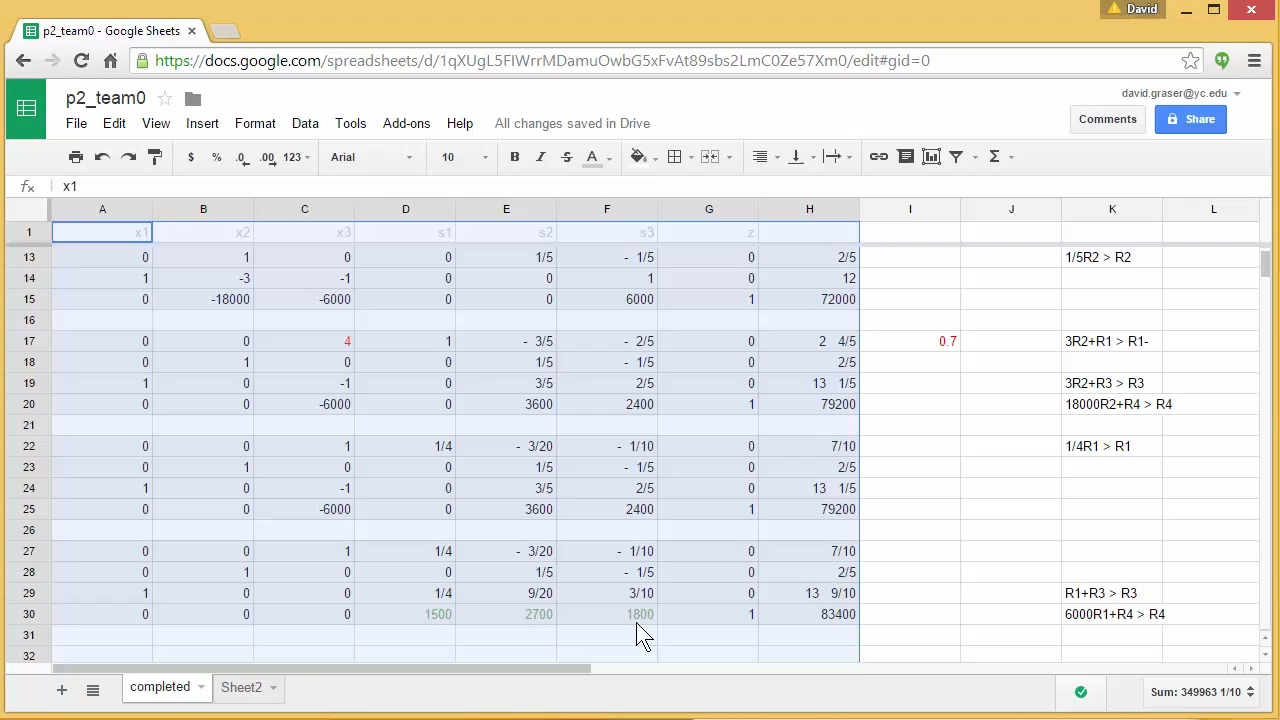 David
p2_team0 - Google Sheets
https://docs.google.com/spreadsheets/d/1qXUgL5FIWrrMDamuOwbG5xFvAt89sbs2LmC0Ze57Xm0/edit#gid=0
p2_team0
david.graser@yc.edu
File Edit View Insert Format Data Tools Add-ons Help All changes saved in Drive
Comments Share
$ % .0 .00 123 Arial 10 B I S A Σ
fx x1
A B C D E F G H I J K L
1 x1 x2 x3 s1 s2 s3 z
13 0 1 0 0 1/5 - 1/5 0 2/5 1/5R2 > R2
14 1 -3 -1 0 0 1 0 12
15 0 -18000 -6000 0 0 6000 1 72000
16
17 0 0 4 1 - 3/5 - 2/5 0 2 4/5 0.7 3R2+R1 > R1-
18 0 1 0 0 1/5 - 1/5 0 2/5
19 1 0 -1 0 3/5 2/5 0 13 1/5 3R2+R3 > R3
20 0 0 -6000 0 3600 2400 1 79200 18000R2+R4 > R4
21
22 0 0 1 1/4 - 3/20 - 1/10 0 7/10 1/4R1 > R1
23 0 1 0 0 1/5 - 1/5 0 2/5
24 1 0 -1 0 3/5 2/5 0 13 1/5
25 0 0 -6000 0 3600 2400 1 79200
26
27 0 0 1 1/4 - 3/20 - 1/10 0 7/10
28 0 1 0 0 1/5 - 1/5 0 2/5
29 1 0 0 1/4 9/20 3/10 0 13 9/10 R1+R3 > R3
30 0 0 0 1500 2700 1800 1 83400 6000R1+R4 > R4
31
32
completed Sheet2 Sum: 349963 1/10